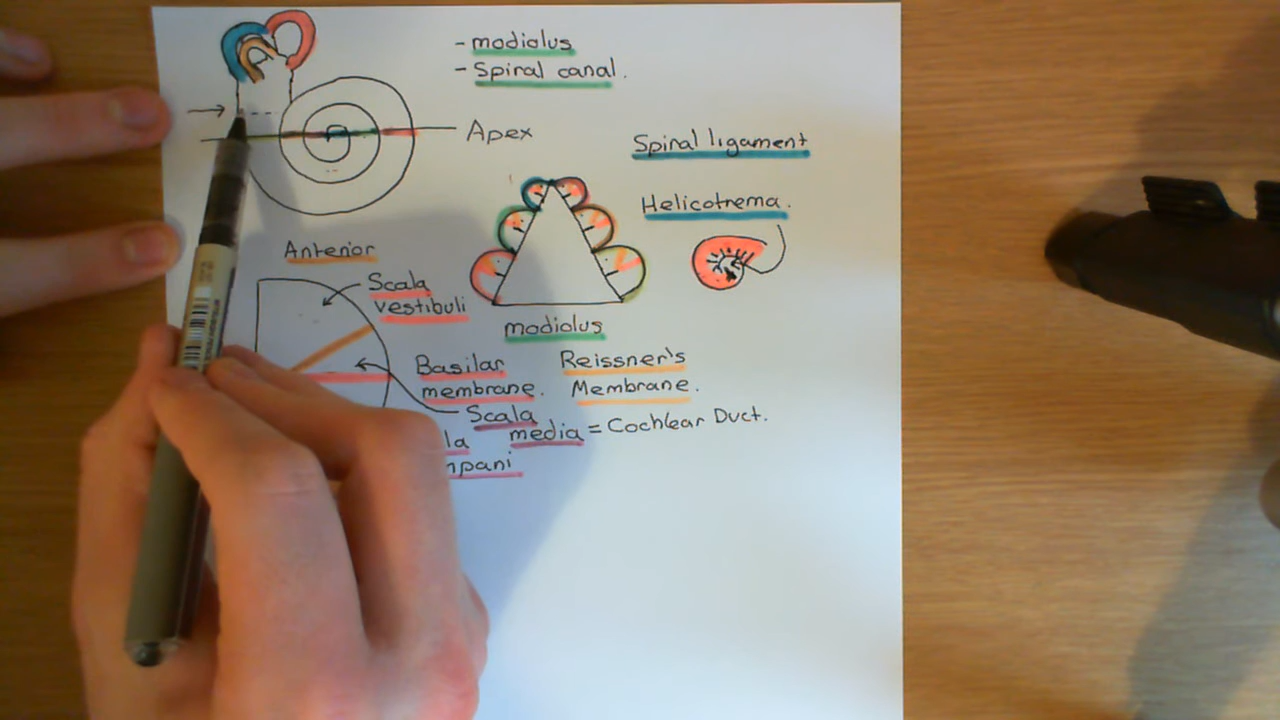 - modiolus
- Spiral canal.
Apex
Spiral ligament
Helicotrema.
Anterior
Scala
vestibuli
modiolus
Basilar
membrane.
Reissner's
Membrane.
Scala
media = Cochlear Duct.